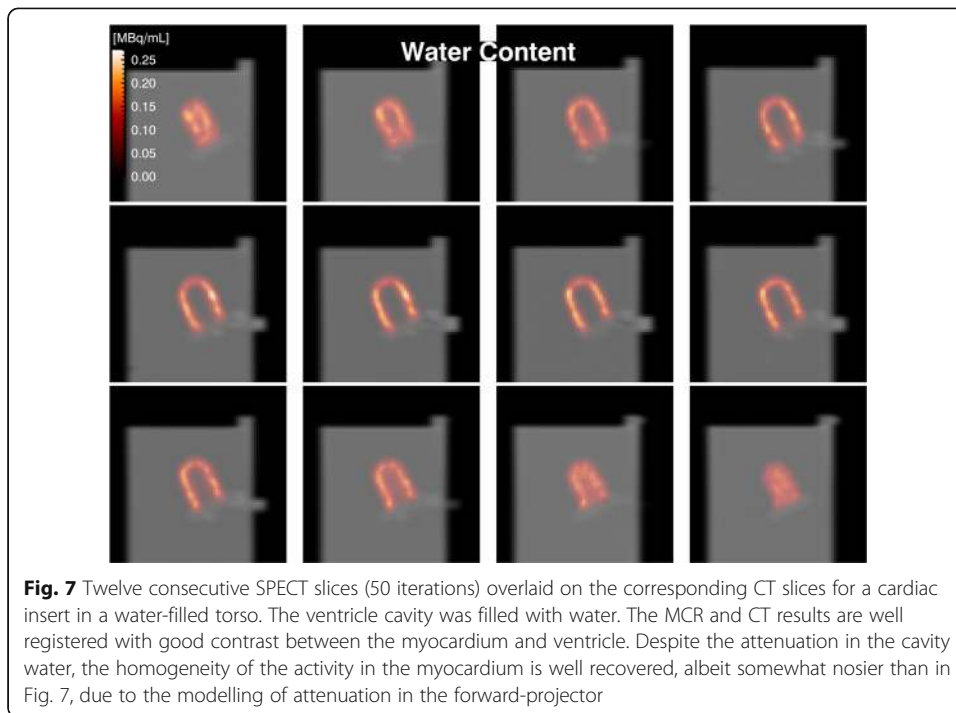 [MBq/mL]
Water Content
0.25
0.20
0.15
0.10
0.05
0.00
Fig. 7 Twelve consecutive SPECT slices (50 iterations) overlaid on the corresponding CT slices for a cardiac
insert in a water-filled torso. The ventricle cavity was filled with water. The MCR and CT results are well
registered with good contrast between the myocardium and ventricle. Despite the attenuation in the cavity
water, the homogeneity of the activity in the myocardium is well recovered, albeit somewhat nosier than in
Fig. 7, due to the modelling of attenuation in the forward-projector